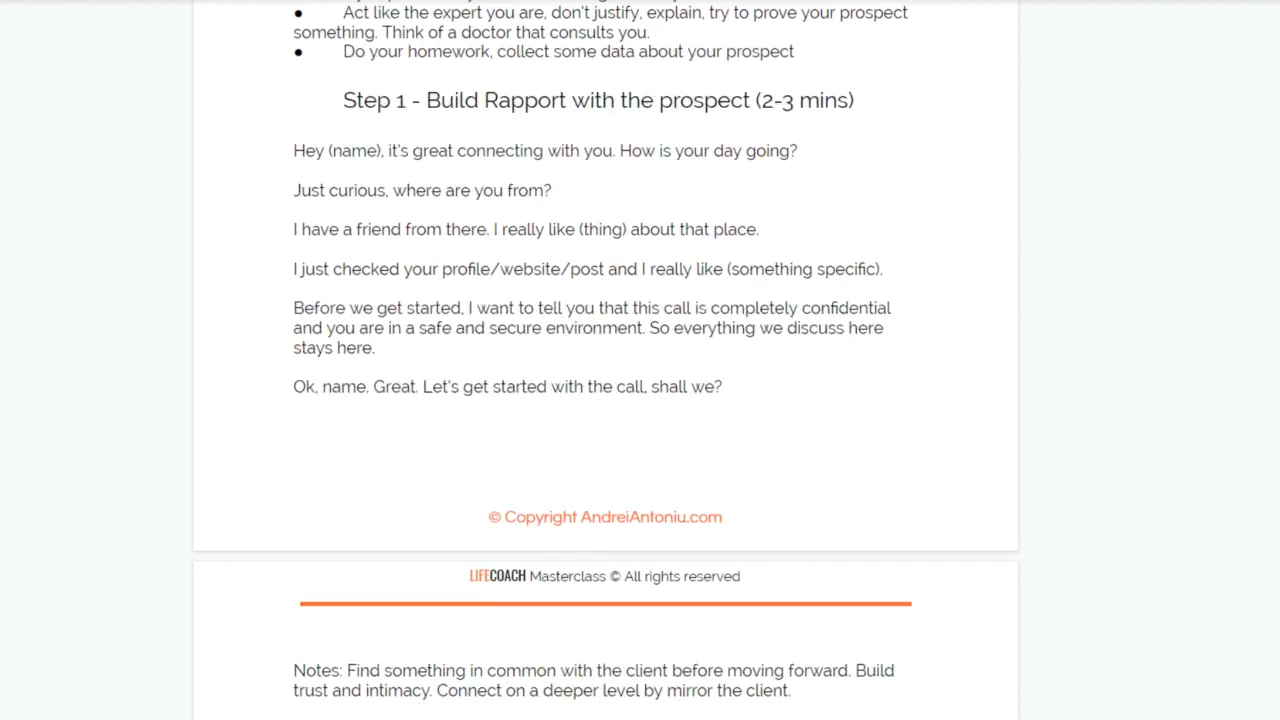 ● Act like the expert you are, don't justify, explain, try to prove your prospect
something. Think of a doctor that consults you.
● Do your homework, collect some data about your prospect
Step 1 - Build Rapport with the prospect (2-3 mins)
Hey (name), it's great connecting with you. How is your day going?
Just curious, where are you from?
I have a friend from there. I really like (thing) about that place.
I just checked your profile/website/post and I really like (something specific).
Before we get started, I want to tell you that this call is completely confidential
and you are in a safe and secure environment. So everything we discuss here
stays here.
Ok, name. Great. Let's get started with the call, shall we?
© Copyright AndreiAntoniu.com
LIFECOACH Masterclass © All rights reserved
Notes: Find something in common with the client before moving forward. Build
trust and intimacy. Connect on a deeper level by mirror the client.